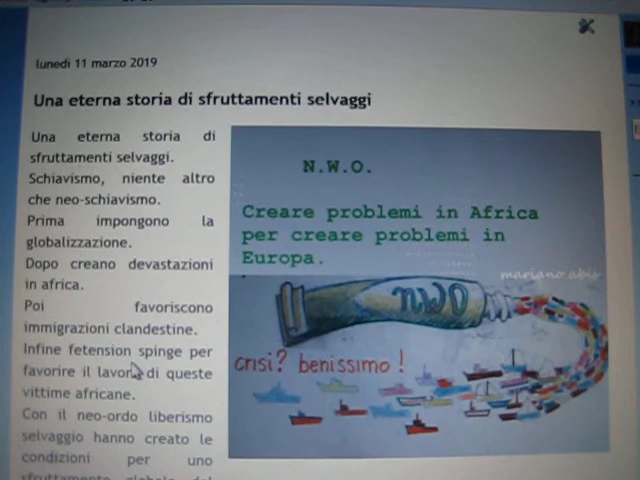 lunedì 11 marzo 2019
Una eterna storia di sfruttamenti selvaggi
Una eterna storia di
sfruttamenti selvaggi.
Schiavismo, niente altro
che neo-schiavismo.
Prima impongono la
globalizzazione.
Dopo creano devastazioni
in africa.
Poi favoriscono
immigrazioni clandestine.
Infine fetension spinge per
favorire il lavoro di queste
vittime africane.
Con il neo-ordo liberismo
selvaggio hanno creato le
condizioni per uno
sfruttamento globale del
N.W.O.
Creare problemi in Africa
per creare problemi in
Europa.
mariano abis
NWO
crisi? benissimo!